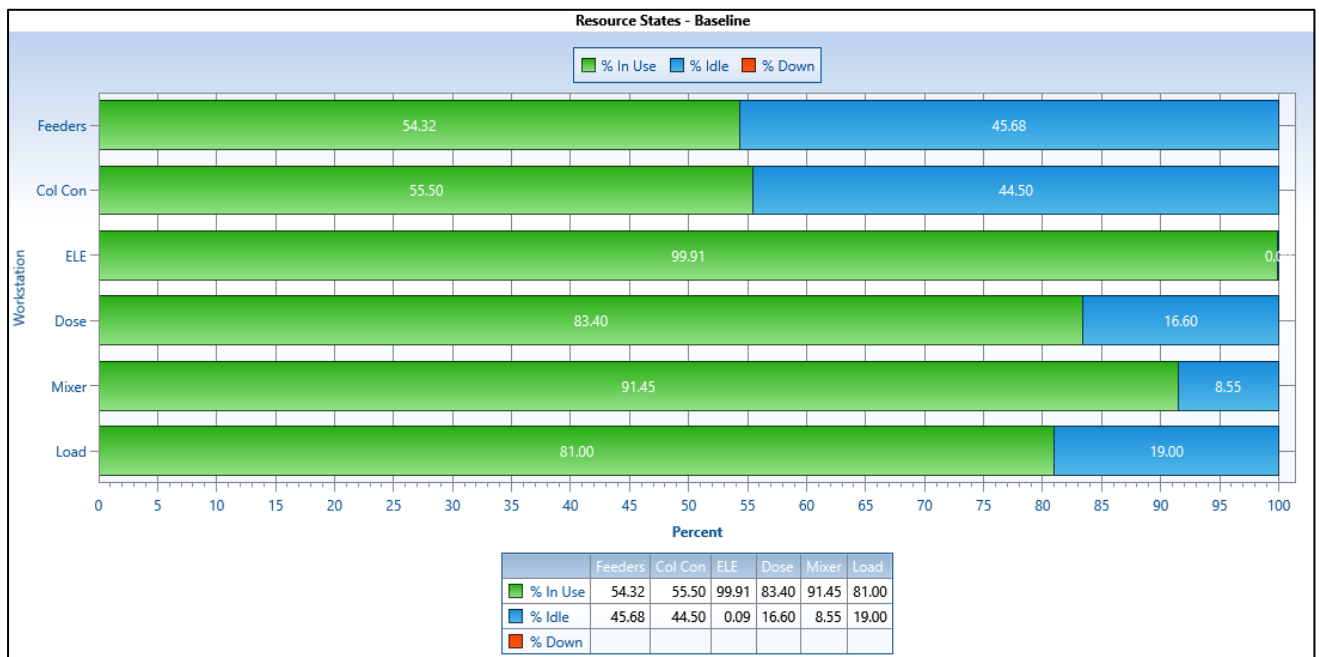 Resource States - Baseline
% In Use % Idle % Down
Feeders 54.32 45.68
Col Con 55.50 44.50
ELE 99.91 0.0
Dose 83.40 16.60
Mixer 91.45 8.55
Load 81.00 19.00
Workstation
0 5 10 15 20 25 30 35 40 45 50 55 60 65 70 75 80 85 90 95 100
Percent
Feeders Col Con ELE Dose Mixer Load
% In Use 54.32 55.50 99.91 83.40 91.45 81.00
% Idle 45.68 44.50 0.09 16.60 8.55 19.00
% Down